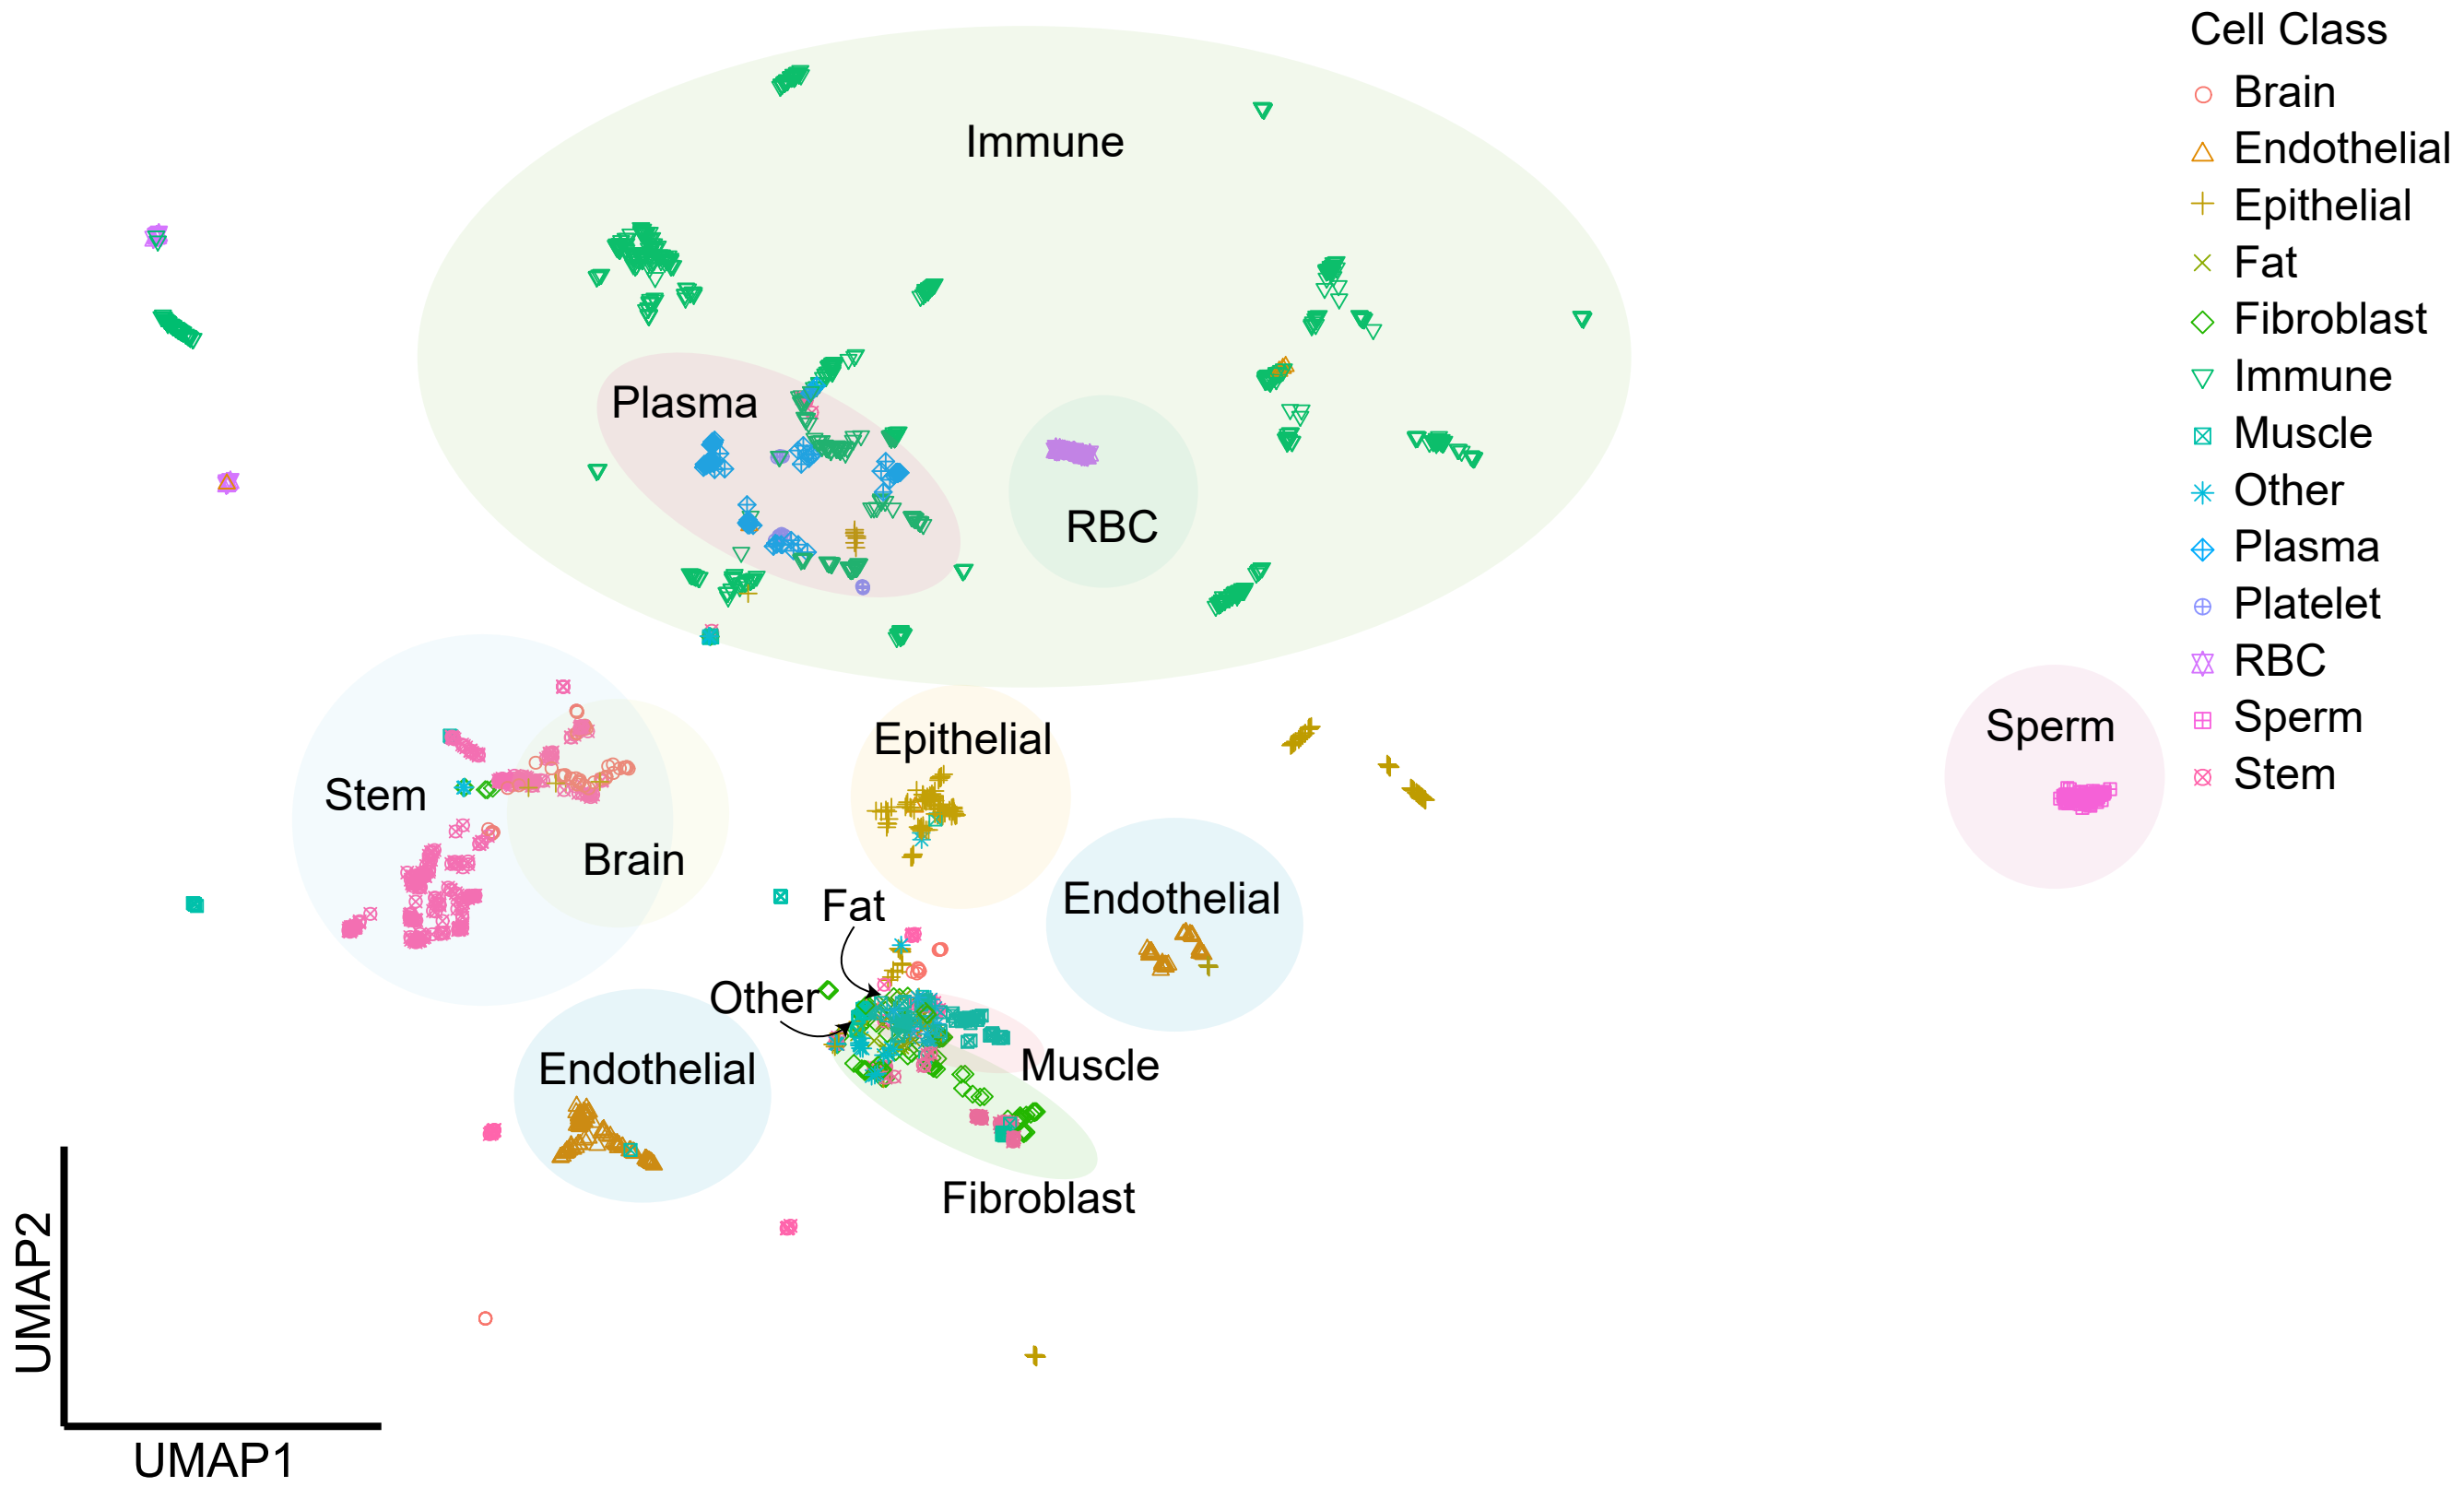 Cell Class
Brain
Endothelial
Epithelial
Fat
Fibroblast
Immune
Muscle
Other
Plasma
Platelet
RBC
Sperm
Stem
Immune
Plasma
RBC
Sperm
Epithelial
Stem
Brain
Endothelial
Fat
Other
Endothelial
Muscle
Fibroblast
UMAP2
UMAP1